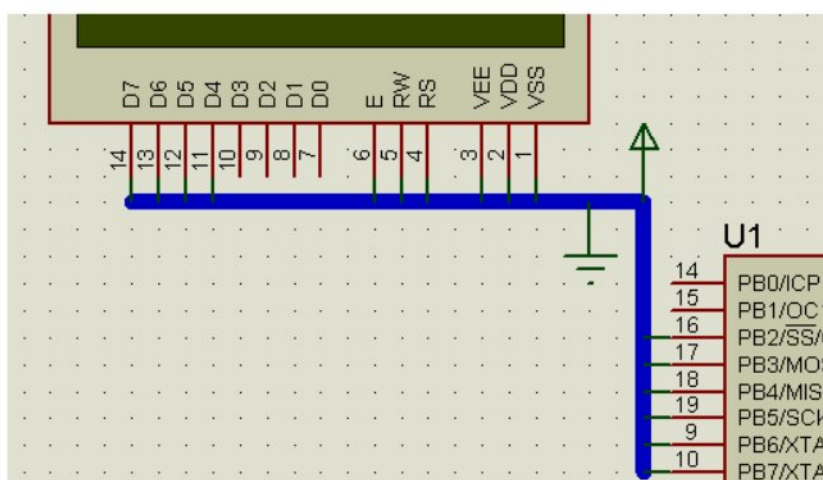 D7 D6 D5 D4 D3 D2 D1 D0 E RW RS VEE VDD VSS
14 13 12 11 10 9 8 7 6 5 4 3 2 1
U1
14 PB0/ICP
15 PB1/OC1
16 PB2/SS/
17 PB3/MOS
18 PB4/MIS
19 PB5/SCK
9 PB6/XTA
10 PB7/XTA